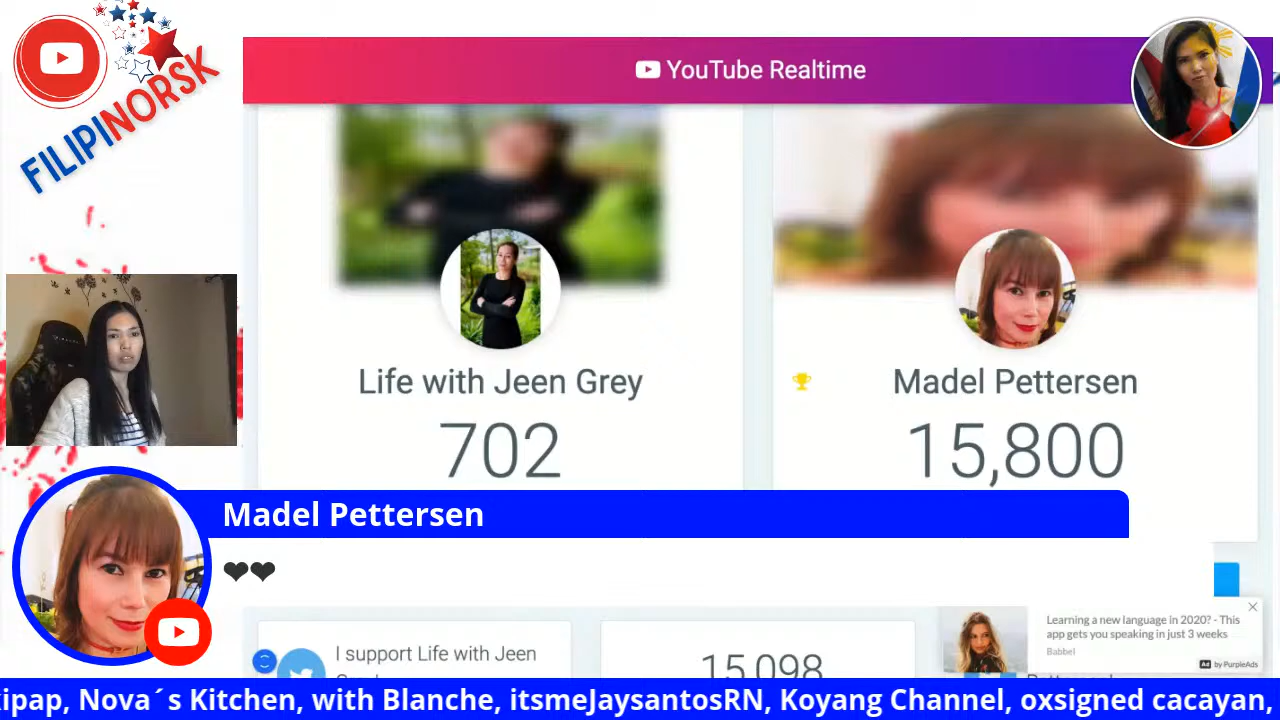 FILIPINORSK
YouTube Realtime
Life with Jeen Grey
702
Madel Pettersen
15,800
Madel Pettersen
❤❤
I support Life with Jeen
15,098
Learning a new language in 2020? - This
app gets you speaking in just 3 weeks
Babbel
Ad by PurpleAds
Nova´s Kitchen, with Blanche, itsmeJaysantosRN, Koyang Channel, oxsigned cacayan,